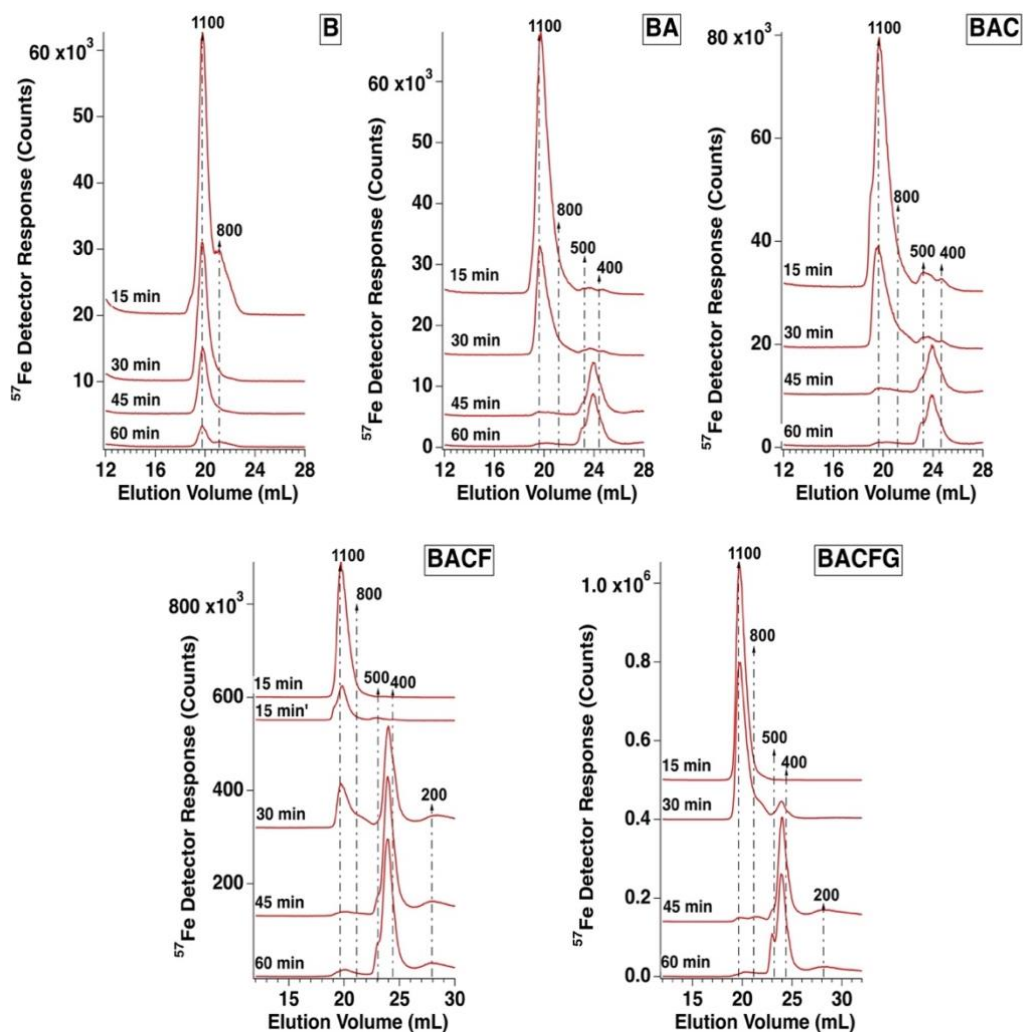 1100
B
60 x10³
800
50
40
30
15 min
20
30 min
10
45 min
60 min
12 16 20 24 28
Elution Volume (mL)
⁵⁷Fe Detector Response (Counts)
1100
BA
60 x10³
50
40
800
500
400
30
15 min
20
30 min
10
45 min
0
60 min
12 16 20 24 28
Elution Volume (mL)
⁵⁷Fe Detector Response (Counts)
1100
BAC
80 x10³
60
800
40
500 400
15 min
30 min
20
45 min
60 min
0
12 16 20 24 28
Elution Volume (mL)
⁵⁷Fe Detector Response (Counts)
1100
BACF
800 x10³
800
500 400
15 min
600
15 min'
400
200
30 min
200
45 min
60 min
15 20 25 30
Elution Volume (mL)
⁵⁷Fe Detector Response (Counts)
1100
BACFG
1.0 x10⁶
800
0.8
500
400
0.6
15 min
0.4
30 min
0.2
200
45 min
60 min
0.0
15 20 25 30
Elution Volume (mL)
⁵⁷Fe Detector Response (Counts)